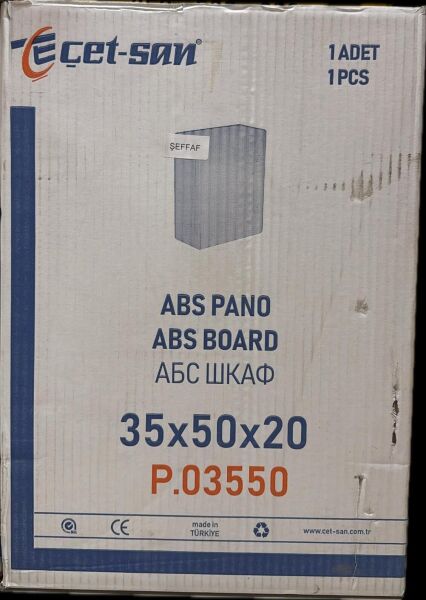 çet-san®
1 ADET
1 PCS
ŞEFFAF
ABS PANO
ABS BOARD
АБС ШКАФ
35x50x20
P.03550
CE
made in
TÜRKİYE
www.cet-san.com.tr